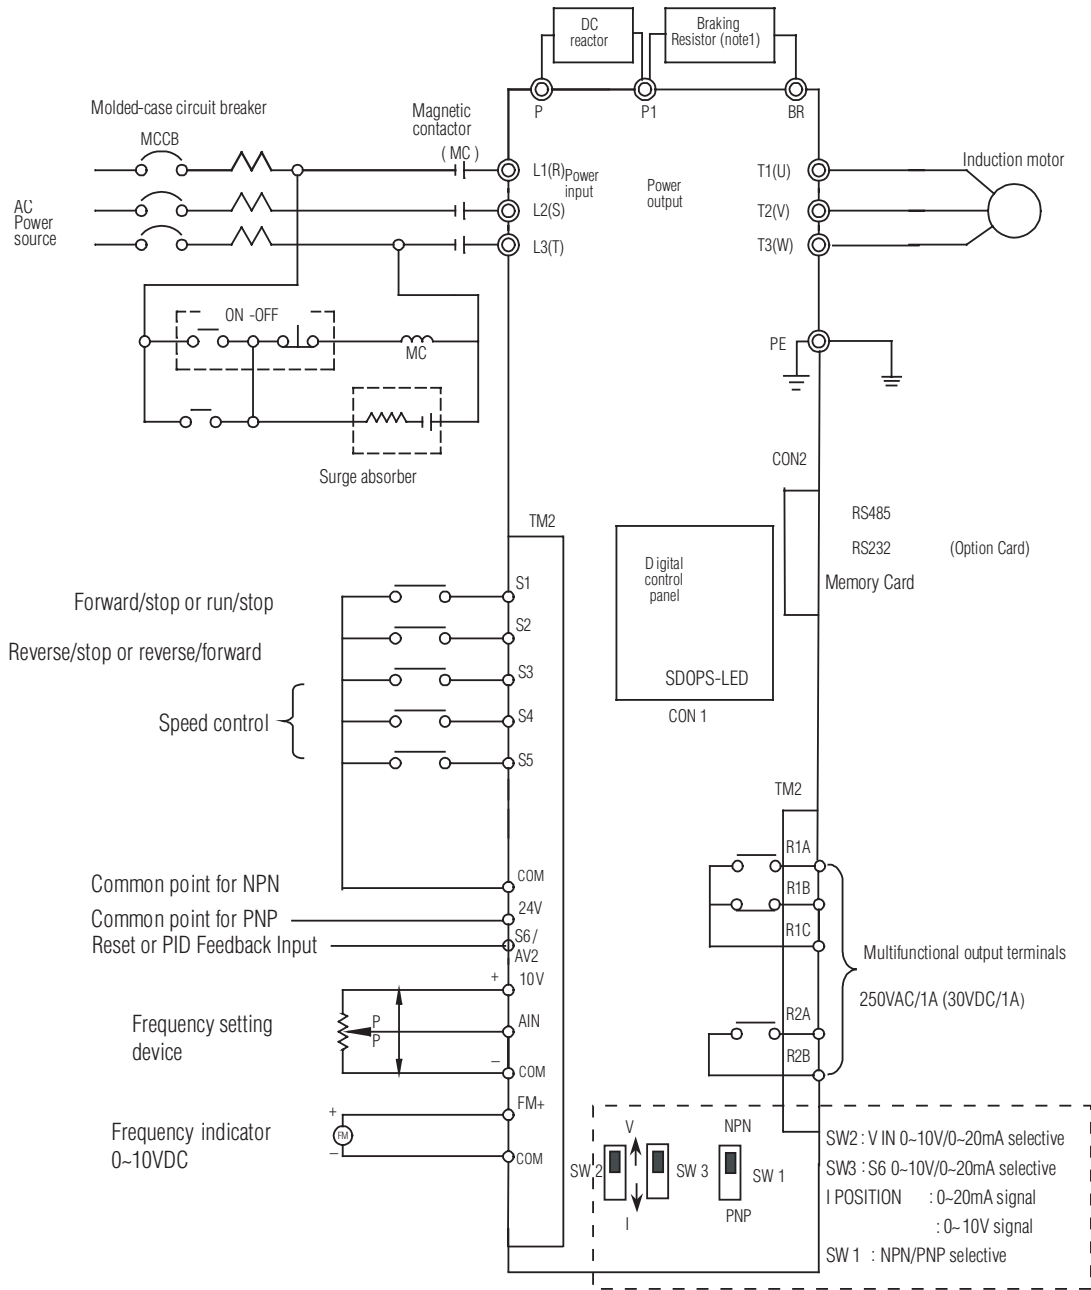 DC
reactor
Braking
Resistor (note1)
P
P1
BR
Molded-case circuit breaker
MCCB
Magnetic
contactor
( MC )
AC
Power
source
L1(R)
Power
input
L2(S)
L3(T)
Power
output
T1(U)
T2(V)
T3(W)
Induction motor
ON -OFF
MC
PE
Surge absorber
CON2
RS485
RS232
(Option Card)
Memory Card
TM2
Digital
control
panel
SDOPS-LED
CON 1
Forward/stop or run/stop
S1
Reverse/stop or reverse/forward
S2
S3
Speed control
S4
S5
TM2
R1A
R1B
R1C
R2A
R2B
Multifunctional output terminals
250VAC/1A (30VDC/1A)
COM
Common point for NPN
24V
Common point for PNP
S6 /
AV2
Reset or PID Feedback Input
+
10V
Frequency setting
device
P
P
AIN
–
COM
FM+
Frequency indicator
0~10VDC
+
FM
–
COM
V
NPN
SW 2
SW 3
SW 1
I
PNP
SW2 : V IN 0~10V/0~20mA selective
SW3 : S6 0~10V/0~20mA selective
I POSITION : 0~20mA signal
: 0~10V signal
SW 1 : NPN/PNP selective